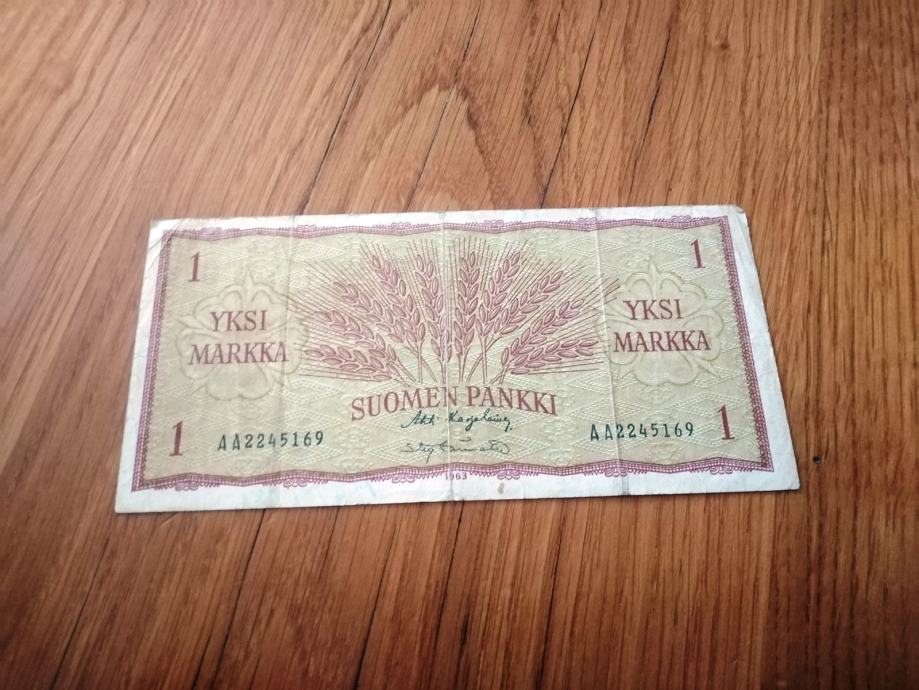 1
1
YKSI
MARKKA
YKSI
MARKKA
SUOMEN PANKKI
1
AA2245169
AA2245169
1
1963